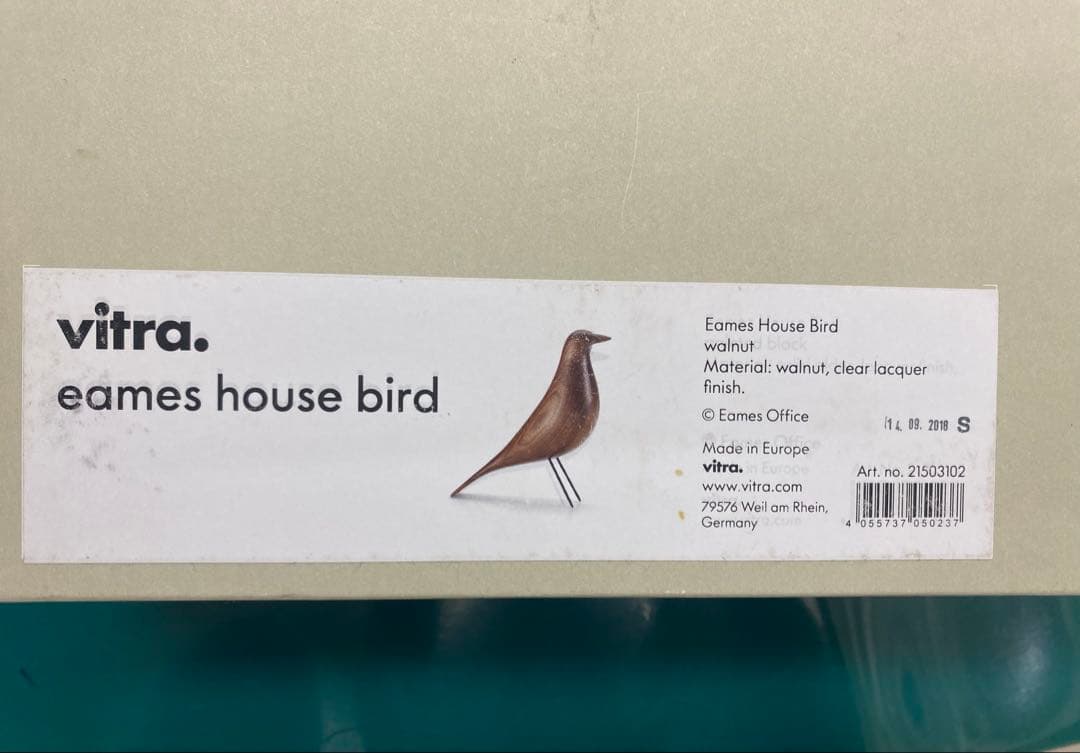 vitra.
eames house bird
Eames House Bird
walnut
Material: walnut, clear lacquer
finish.
© Eames Office
14. 09. 2018 S
Made in Europe
vitra.
www.vitra.com
79576 Weil am Rhein,
Germany
Art. no. 21503102
4 055737 050237